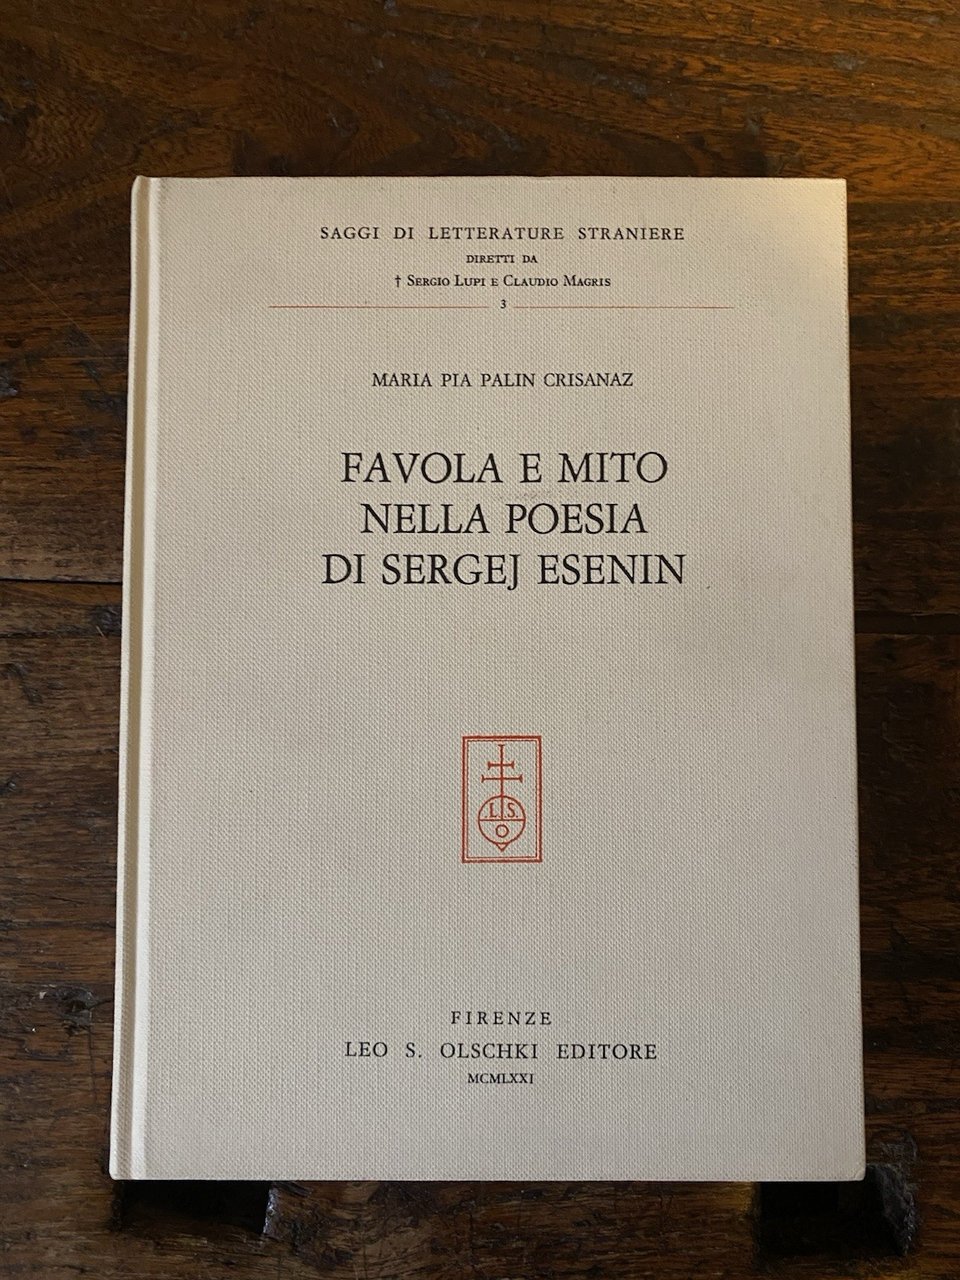 SAGGI DI LETTERATURE STRANIERE
DIRETTI DA
† SERGIO LUPI E CLAUDIO MAGRIS
3
MARIA PIA PALIN CRISANAZ
FAVOLA E MITO
NELLA POESIA
DI SERGEJ ESENIN
.L.S.
O
FIRENZE
LEO S. OLSCHKI EDITORE
MCMLXXI